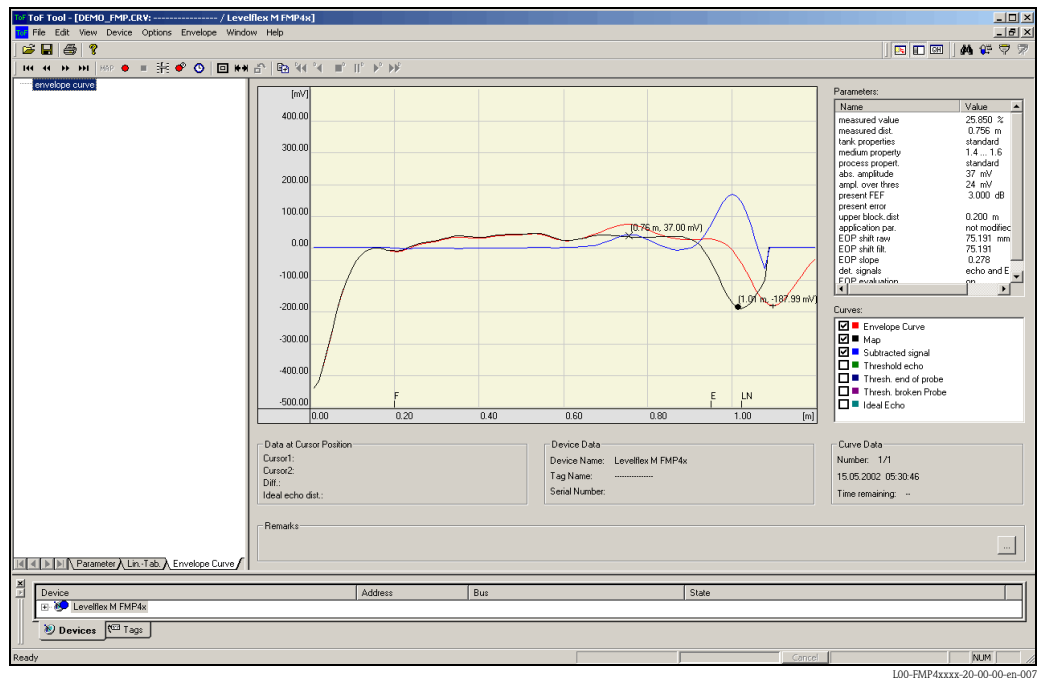 ToF Tool - [DEMO_FMP.CRV: ---------------- / Levelflex M FMP4x]
File Edit View Device Options Envelope Window Help
MAP
envelope curve
[mV]
400.00
300.00
200.00
100.00
0.00
-100.00
-200.00
-300.00
-400.00
-500.00
(0.76 m, 37.00 mV)
(1.01 m, -187.99 mV)
F E LN
0.00 0.20 0.40 0.60 0.80 1.00 [m]
Parameters:
Name Value
measured value 25.850 %
measured dist. 0.756 m
tank properties standard
medium property 1.4 ... 1.6
process propert. standard
abs. amplitude 37 mV
ampl. over thres 24 mV
present FEF 3.000 dB
present error
upper block.dist 0.200 m
application par. not modified
EOP shift raw 75.191 mm
EOP shift filt. 75.191
EOP slope 0.278
det. signals echo and E
EOP evaluation on
Curves:
Envelope Curve
Map
Subtracted signal
Threshold echo
Thresh. end of probe
Thresh. broken Probe
Ideal Echo
Data at Cursor Position
Cursor1:
Cursor2:
Diff.:
Ideal echo dist.:
Device Data
Device Name: Levelflex M FMP4x
Tag Name: ----------------
Serial Number:
Curve Data
Number: 1/1
15.05.2002 05:30:46
Time remaining: --
Remarks
...
Parameter Lin.-Tab. Envelope Curve
Device Address Bus State
Levelflex M FMP4x
Devices Tags
Ready Cancel NUM
L00-FMP4xxxx-20-00-00-en-007